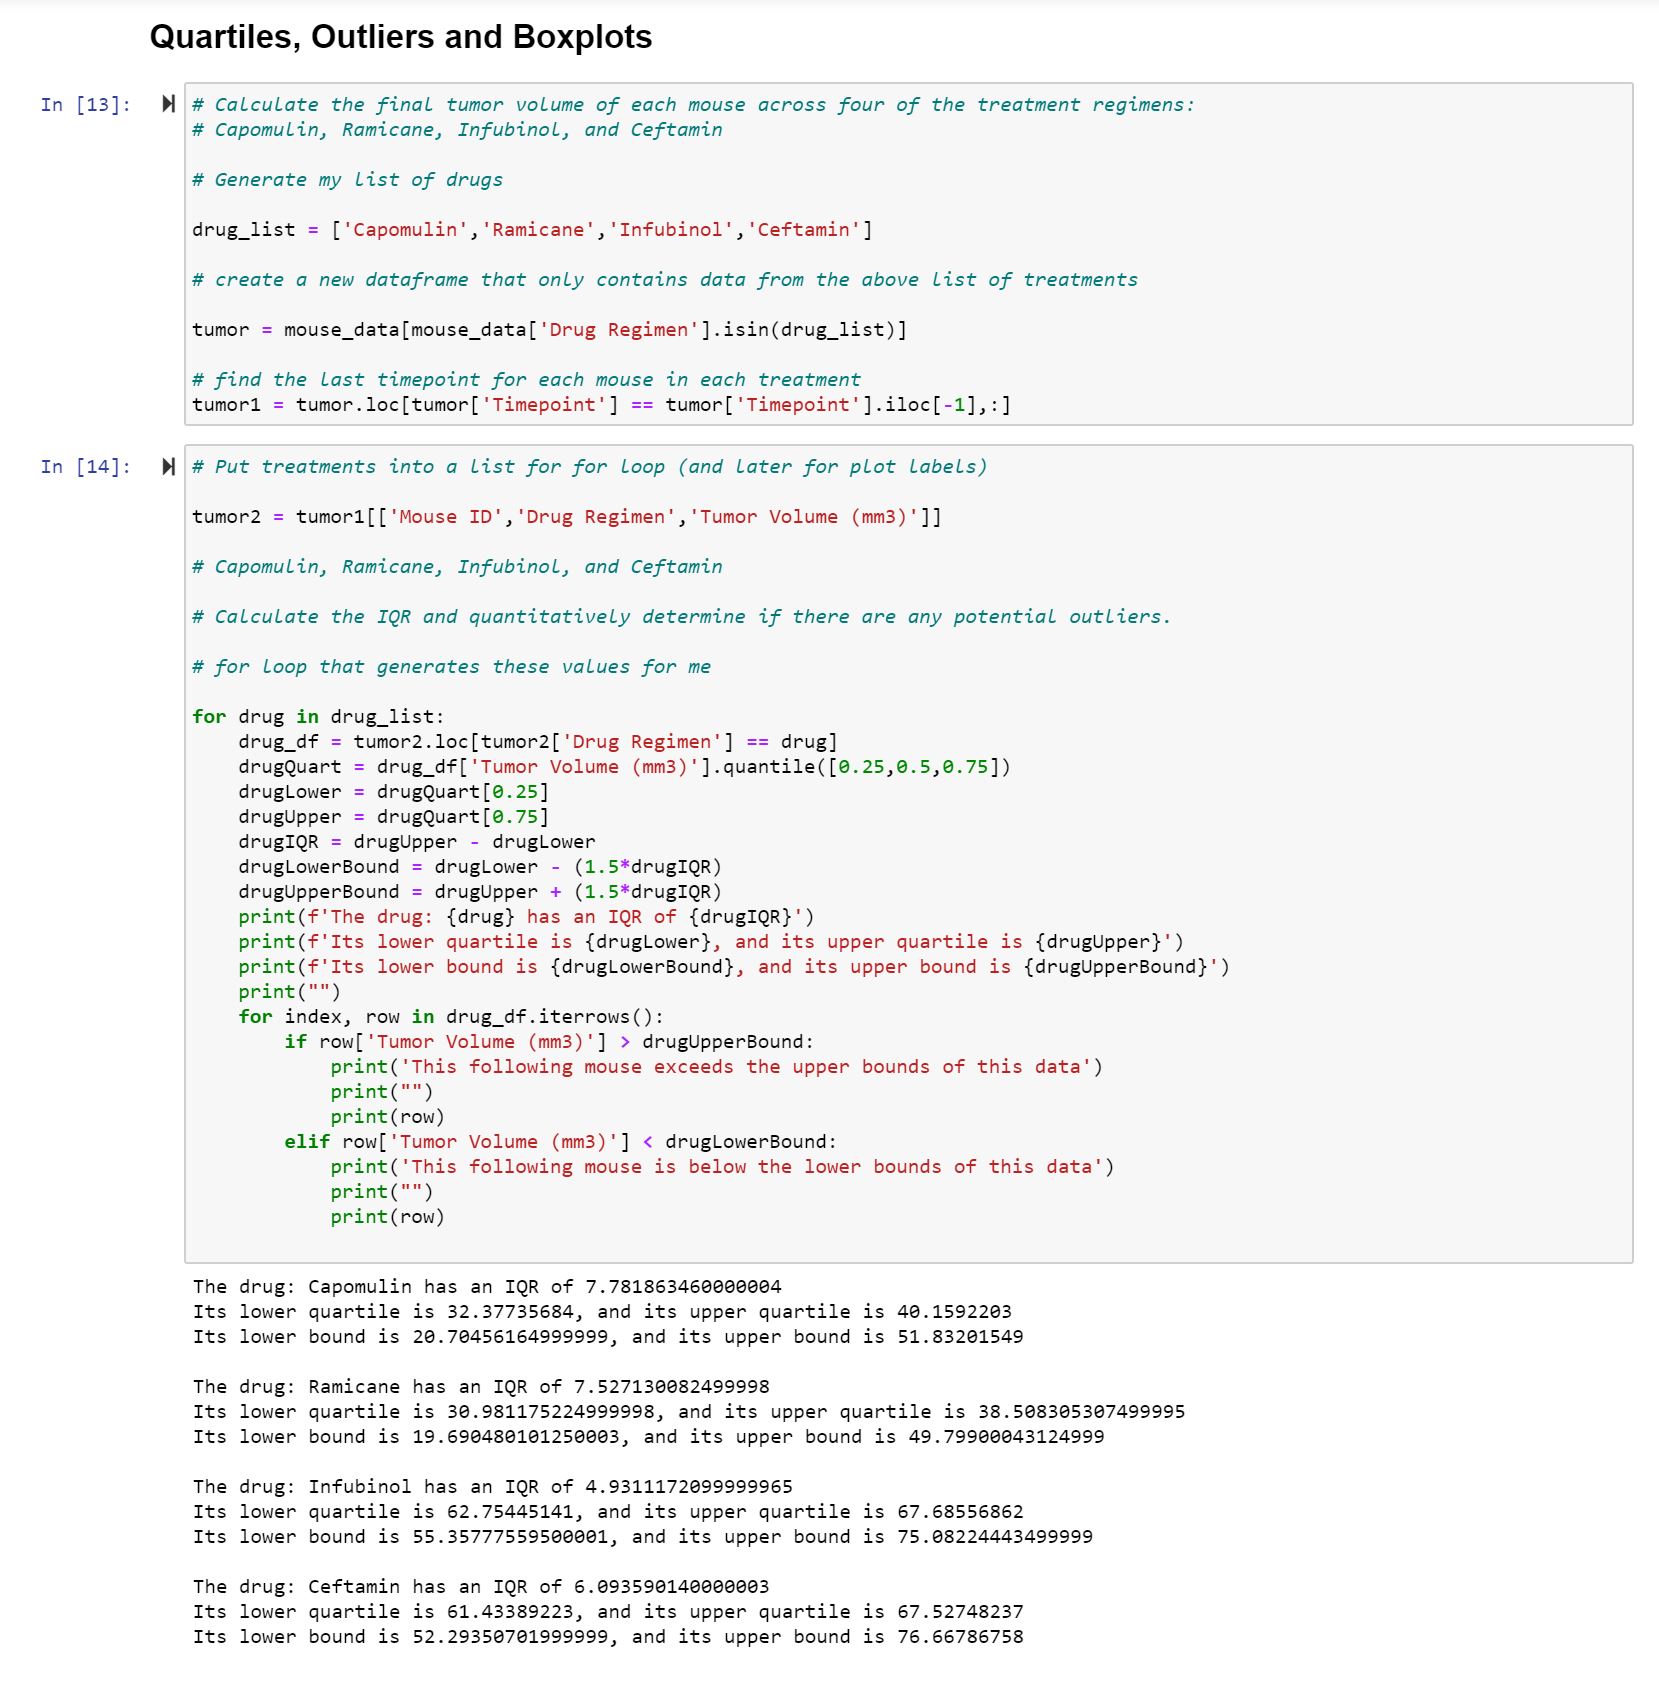 Quartiles, Outliers and Boxplots
In [13]:
# Calculate the final tumor volume of each mouse across four of the treatment regimens:
# Capomulin, Ramicane, Infubinol, and Ceftamin
# Generate my list of drugs
drug_list = ['Capomulin','Ramicane','Infubinol','Ceftamin']
# create a new dataframe that only contains data from the above list of treatments
tumor = mouse_data[mouse_data['Drug Regimen'].isin(drug_list)]
# find the last timepoint for each mouse in each treatment
tumor1 = tumor.loc[tumor['Timepoint'] == tumor['Timepoint'].iloc[-1],:]
In [14]:
# Put treatments into a list for for loop (and later for plot labels)
tumor2 = tumor1[['Mouse ID','Drug Regimen','Tumor Volume (mm3)']]
# Capomulin, Ramicane, Infubinol, and Ceftamin
# Calculate the IQR and quantitatively determine if there are any potential outliers.
# for loop that generates these values for me
for drug in drug_list:
    drug_df = tumor2.loc[tumor2['Drug Regimen'] == drug]
    drugQuart = drug_df['Tumor Volume (mm3)'].quantile([0.25,0.5,0.75])
    drugLower = drugQuart[0.25]
    drugUpper = drugQuart[0.75]
    drugIQR = drugUpper - drugLower
    drugLowerBound = drugLower - (1.5*drugIQR)
    drugUpperBound = drugUpper + (1.5*drugIQR)
    print(f'The drug: {drug} has an IQR of {drugIQR}')
    print(f'Its lower quartile is {drugLower}, and its upper quartile is {drugUpper}')
    print(f'Its lower bound is {drugLowerBound}, and its upper bound is {drugUpperBound}')
    print("")
    for index, row in drug_df.iterrows():
        if row['Tumor Volume (mm3)'] > drugUpperBound:
            print('This following mouse exceeds the upper bounds of this data')
            print("")
            print(row)
        elif row['Tumor Volume (mm3)'] < drugLowerBound:
            print('This following mouse is below the lower bounds of this data')
            print("")
            print(row)
The drug: Capomulin has an IQR of 7.781863460000004
Its lower quartile is 32.37735684, and its upper quartile is 40.1592203
Its lower bound is 20.70456164999999, and its upper bound is 51.83201549
The drug: Ramicane has an IQR of 7.527130082499998
Its lower quartile is 30.981175224999998, and its upper quartile is 38.508305307499995
Its lower bound is 19.690480101250003, and its upper bound is 49.79900043124999
The drug: Infubinol has an IQR of 4.9311172099999965
Its lower quartile is 62.75445141, and its upper quartile is 67.68556862
Its lower bound is 55.35777559500001, and its upper bound is 75.08224443499999
The drug: Ceftamin has an IQR of 6.093590140000003
Its lower quartile is 61.43389223, and its upper quartile is 67.52748237
Its lower bound is 52.29350701999999, and its upper bound is 76.66786758